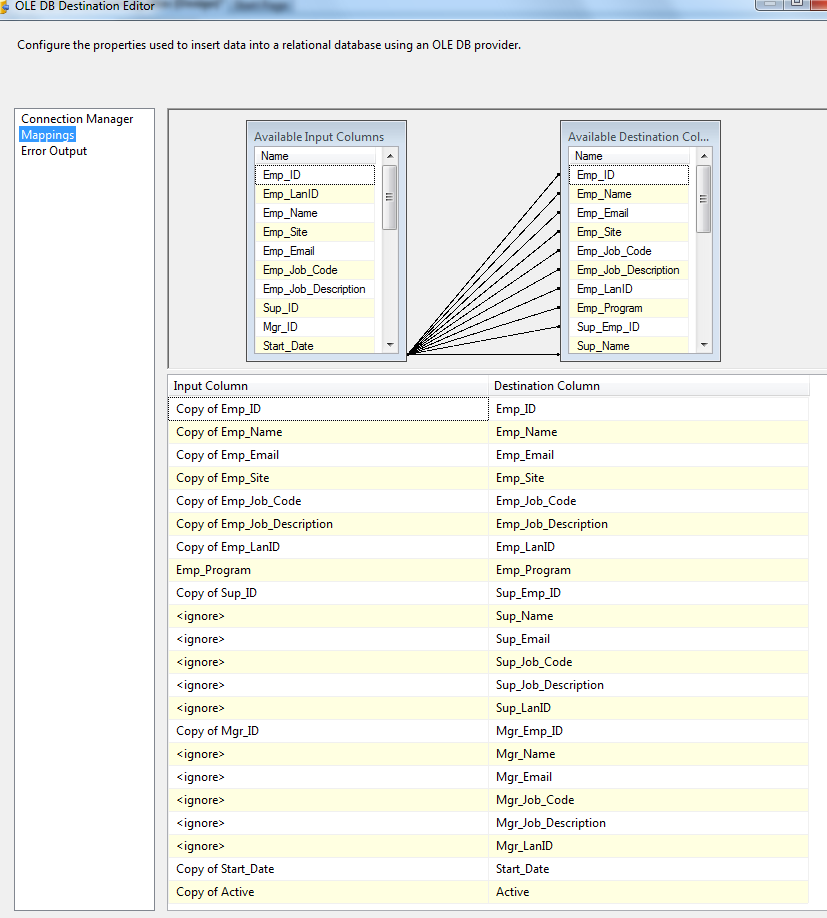 OLE DB Destination Editor
Configure the properties used to insert data into a relational database using an OLE DB provider.
Connection Manager
Mappings
Error Output
Available Input Columns
Name
Emp_ID
Emp_LanID
Emp_Name
Emp_Site
Emp_Email
Emp_Job_Code
Emp_Job_Description
Sup_ID
Mgr_ID
Start_Date
Available Destination Col...
Name
Emp_ID
Emp_Name
Emp_Email
Emp_Site
Emp_Job_Code
Emp_Job_Description
Emp_LanID
Emp_Program
Sup_Emp_ID
Sup_Name
Input Column Destination Column
Copy of Emp_ID Emp_ID
Copy of Emp_Name Emp_Name
Copy of Emp_Email Emp_Email
Copy of Emp_Site Emp_Site
Copy of Emp_Job_Code Emp_Job_Code
Copy of Emp_Job_Description Emp_Job_Description
Copy of Emp_LanID Emp_LanID
Emp_Program Emp_Program
Copy of Sup_ID Sup_Emp_ID
<ignore> Sup_Name
<ignore> Sup_Email
<ignore> Sup_Job_Code
<ignore> Sup_Job_Description
<ignore> Sup_LanID
Copy of Mgr_ID Mgr_Emp_ID
<ignore> Mgr_Name
<ignore> Mgr_Email
<ignore> Mgr_Job_Code
<ignore> Mgr_Job_Description
<ignore> Mgr_LanID
Copy of Start_Date Start_Date
Copy of Active Active